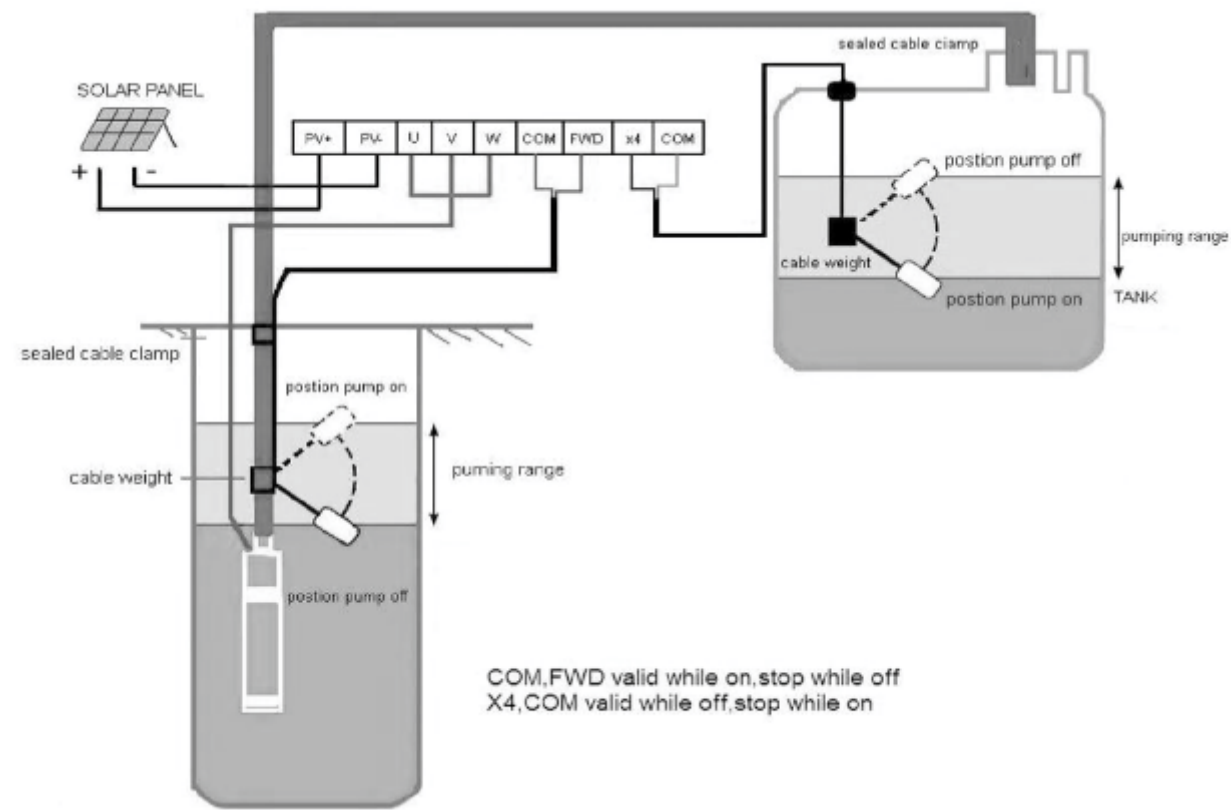 sealed cable clamp
SOLAR PANEL
+ -
PV+ PV- U V W COM FWD x4 COM
postion pump off
pumping range
cable weight
postion pump on
TANK
sealed cable clamp
postion pump on
cable weight
puming range
postion pump off
COM,FWD valid while on,stop while off
X4,COM valid while off,stop while on